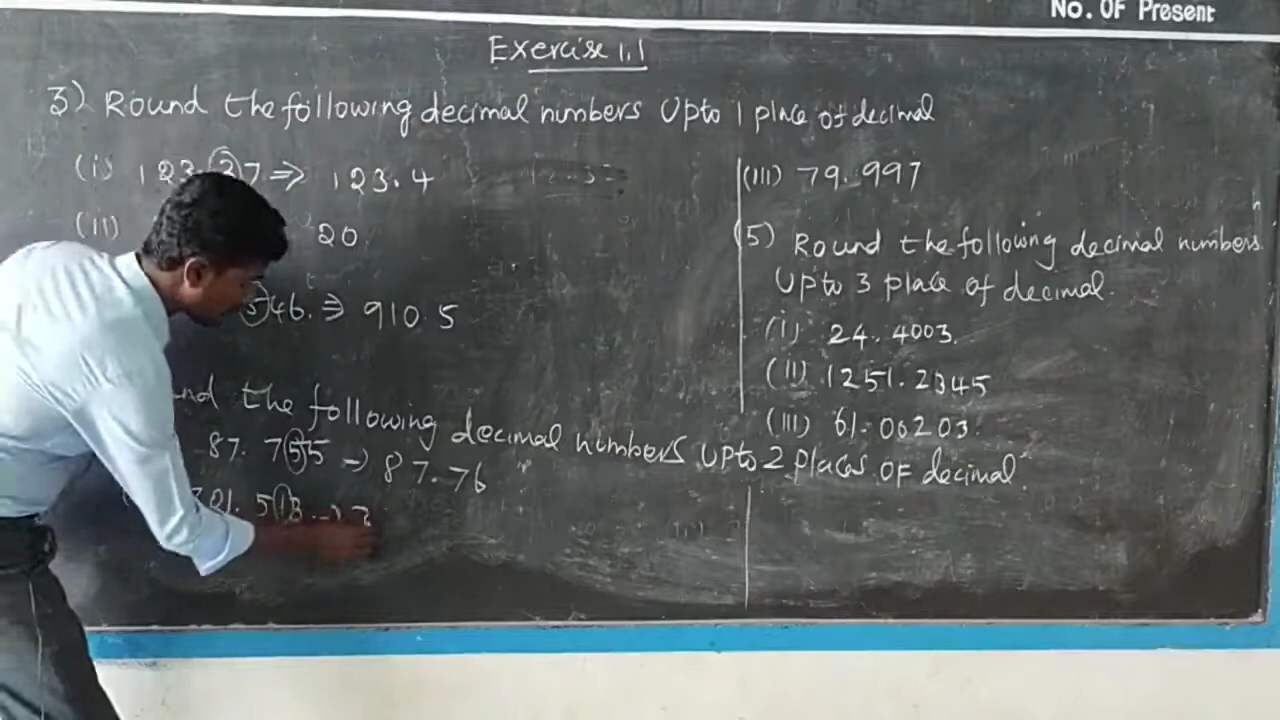 No. OF Present
Exercise 1.1
3) Round the following decimal numbers Upto 1 place of decimal
(i) 123.37 ⇒ 123.4
(ii) 20.
346. ⇒ 910.5
the following decimal numbers Upto 2 places OF decimal
87.755 → 87.76
301.513 →
(III) 79.997
(5) Round the following decimal numbers
Upto 3 place of decimal.
(i) 24.4003.
(II) 1251.2345
(III) 61.00203.